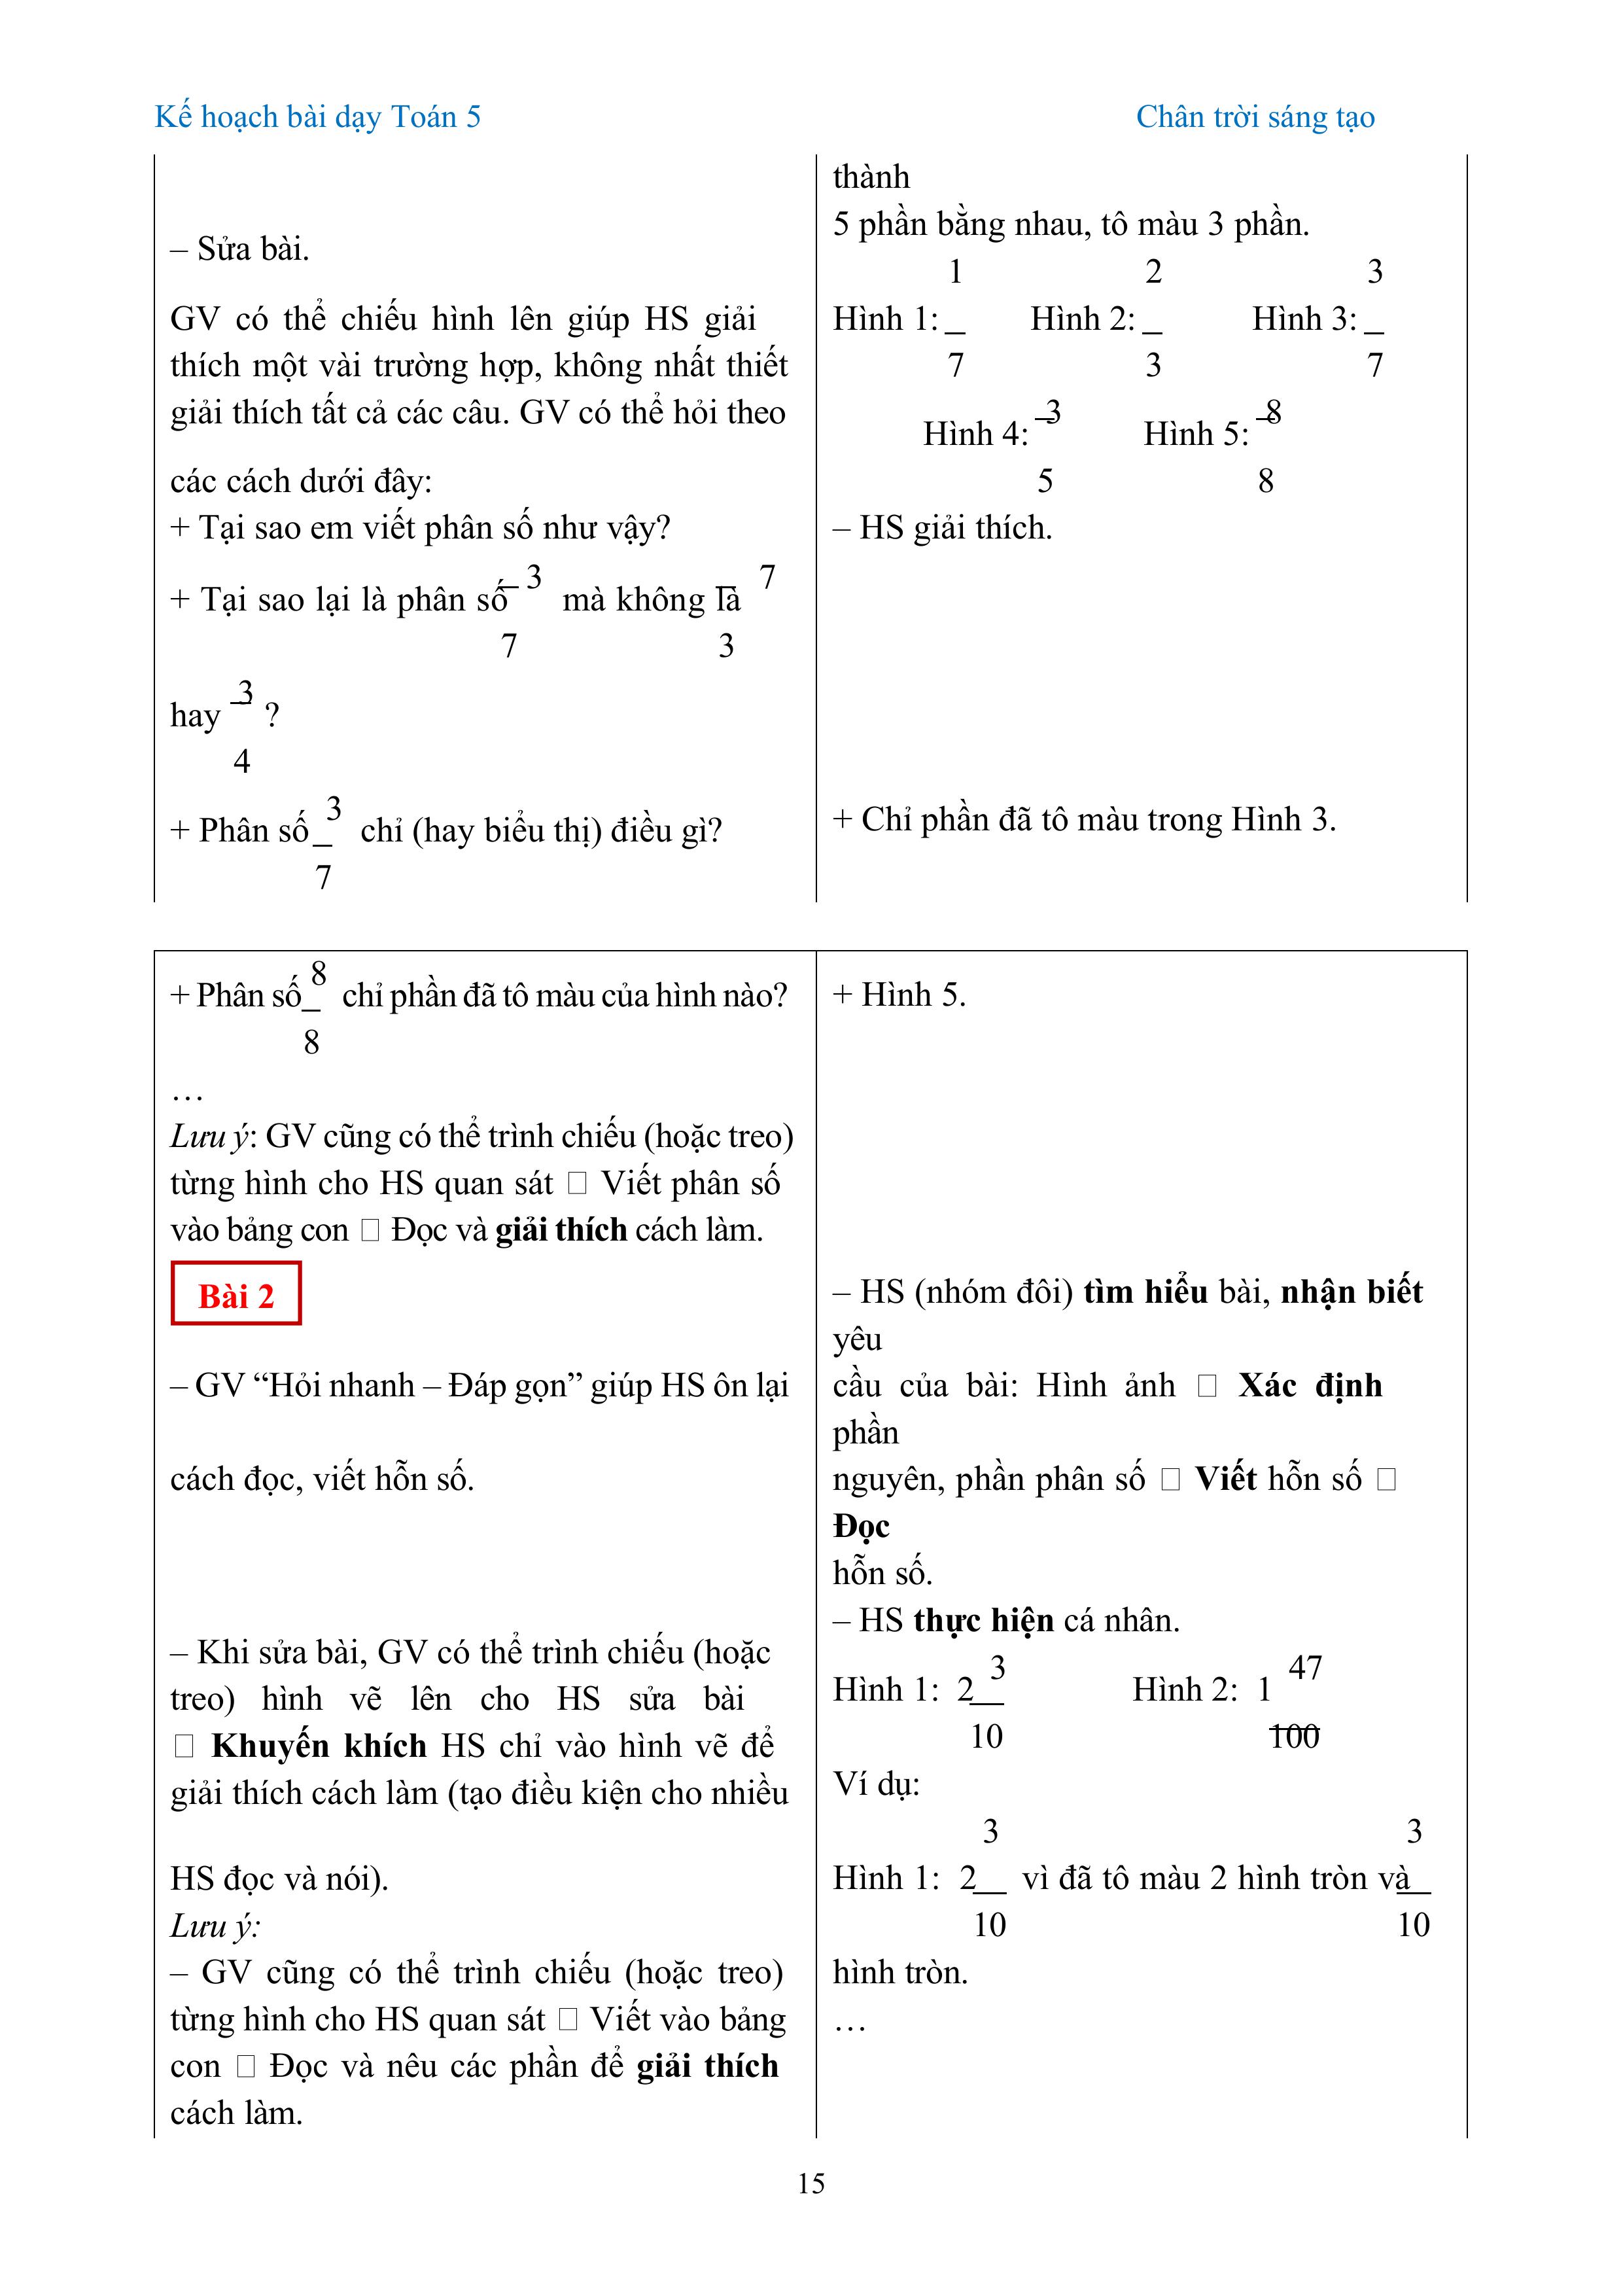 Kế hoạch bài dạy Toán 5 Chân trời sáng tạo
– Sửa bài.
GV có thể chiếu hình lên giúp HS giải
thích một vài trường hợp, không nhất thiết
giải thích tất cả các câu. GV có thể hỏi theo
các cách dưới đây:
+ Tại sao em viết phân số như vậy?
+ Tại sao lại là phân số 3/7 mà không là 7/3
hay 3/4 ?
+ Phân số 3/7 chỉ (hay biểu thị) điều gì?
thành
5 phần bằng nhau, tô màu 3 phần.
Hình 1: 1/7 Hình 2: 2/3 Hình 3: 3/7
Hình 4: 3/5 Hình 5: 8/8
– HS giải thích.
+ Chỉ phần đã tô màu trong Hình 3.
+ Phân số 8/8 chỉ phần đã tô màu của hình nào?
…
Lưu ý: GV cũng có thể trình chiếu (hoặc treo)
từng hình cho HS quan sát □ Viết phân số
vào bảng con □ Đọc và giải thích cách làm.
Bài 2
– GV “Hỏi nhanh – Đáp gọn” giúp HS ôn lại
cách đọc, viết hỗn số.
– Khi sửa bài, GV có thể trình chiếu (hoặc
treo) hình vẽ lên cho HS sửa bài
□ Khuyến khích HS chỉ vào hình vẽ để
giải thích cách làm (tạo điều kiện cho nhiều
HS đọc và nói).
Lưu ý:
– GV cũng có thể trình chiếu (hoặc treo)
từng hình cho HS quan sát □ Viết vào bảng
con □ Đọc và nêu các phần để giải thích
cách làm.
+ Hình 5.
– HS (nhóm đôi) tìm hiểu bài, nhận biết
yêu
cầu của bài: Hình ảnh □ Xác định
phần
nguyên, phần phân số □ Viết hỗn số □
Đọc
hỗn số.
– HS thực hiện cá nhân.
Hình 1: 2 3/10 Hình 2: 1 47/100
Ví dụ:
Hình 1: 2 3/10 vì đã tô màu 2 hình tròn và 3/10
hình tròn.
…
15